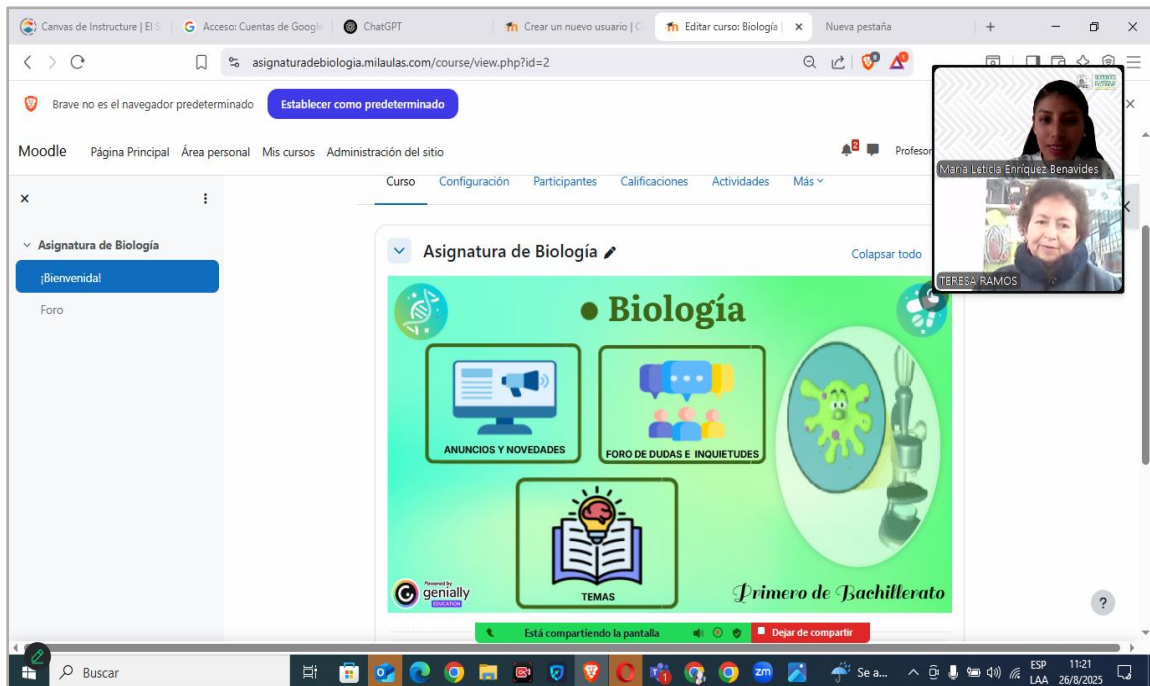 Canvas de Instructure | El S
Acceso: Cuentas de Google
ChatGPT
Crear un nuevo usuario | C
Editar curso: Biología |
Nueva pestaña
asignaturadebiologia.milaulas.com/course/view.php?id=2
Brave no es el navegador predeterminado
Establecer como predeterminado
Moodle
Página Principal
Área personal
Mis cursos
Administración del sitio
2
Profesor
María Leticia Enríquez Benavides
TERESA RAMOS
Curso
Configuración
Participantes
Calificaciones
Actividades
Más
Asignatura de Biología
¡Bienvenida!
Foro
Asignatura de Biología
Colapsar todo
• Biología
ANUNCIOS Y NOVEDADES
FORO DE DUDAS E INQUIETUDES
TEMAS
Powered by
genially
EDUCATION
Primero de Bachillerato
?
Está compartiendo la pantalla
Dejar de compartir
Buscar
zm
Se a...
ESP
LAA
11:21
26/8/2025